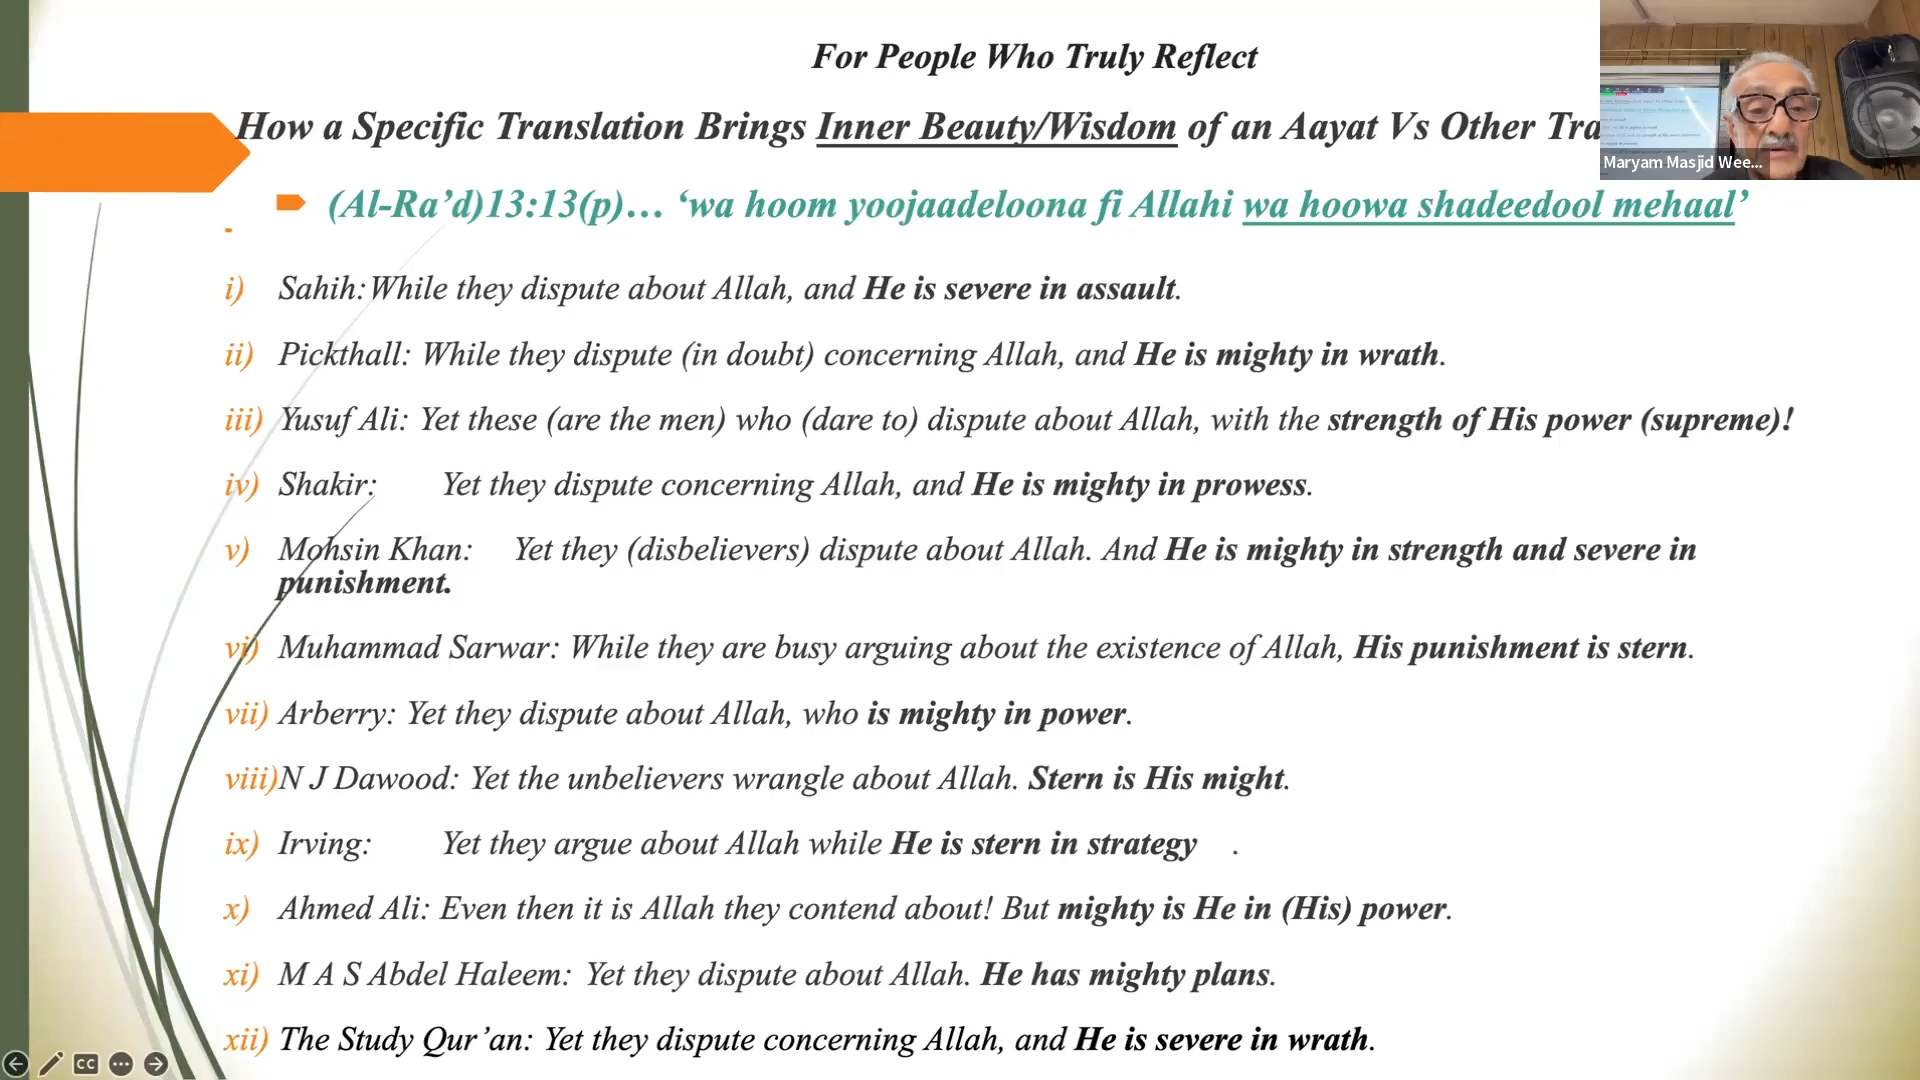 For People Who Truly Reflect
How a Specific Translation Brings Inner Beauty/Wisdom of an Aayat Vs Other Tra
Maryam Masjid Wee...
(Al-Ra’d)13:13(p)… ‘wa hoom yoojaadeloona fi Allahi wa hoowa shadeedool mehaal’
i) Sahih: While they dispute about Allah, and He is severe in assault.
ii) Pickthall: While they dispute (in doubt) concerning Allah, and He is mighty in wrath.
iii) Yusuf Ali: Yet these (are the men) who (dare to) dispute about Allah, with the strength of His power (supreme)!
iv) Shakir: Yet they dispute concerning Allah, and He is mighty in prowess.
v) Mohsin Khan: Yet they (disbelievers) dispute about Allah. And He is mighty in strength and severe in
punishment.
vi) Muhammad Sarwar: While they are busy arguing about the existence of Allah, His punishment is stern.
vii) Arberry: Yet they dispute about Allah, who is mighty in power.
viii) N J Dawood: Yet the unbelievers wrangle about Allah. Stern is His might.
ix) Irving: Yet they argue about Allah while He is stern in strategy .
x) Ahmed Ali: Even then it is Allah they contend about! But mighty is He in (His) power.
xi) M A S Abdel Haleem: Yet they dispute about Allah. He has mighty plans.
xii) The Study Qur’an: Yet they dispute concerning Allah, and He is severe in wrath.
CC